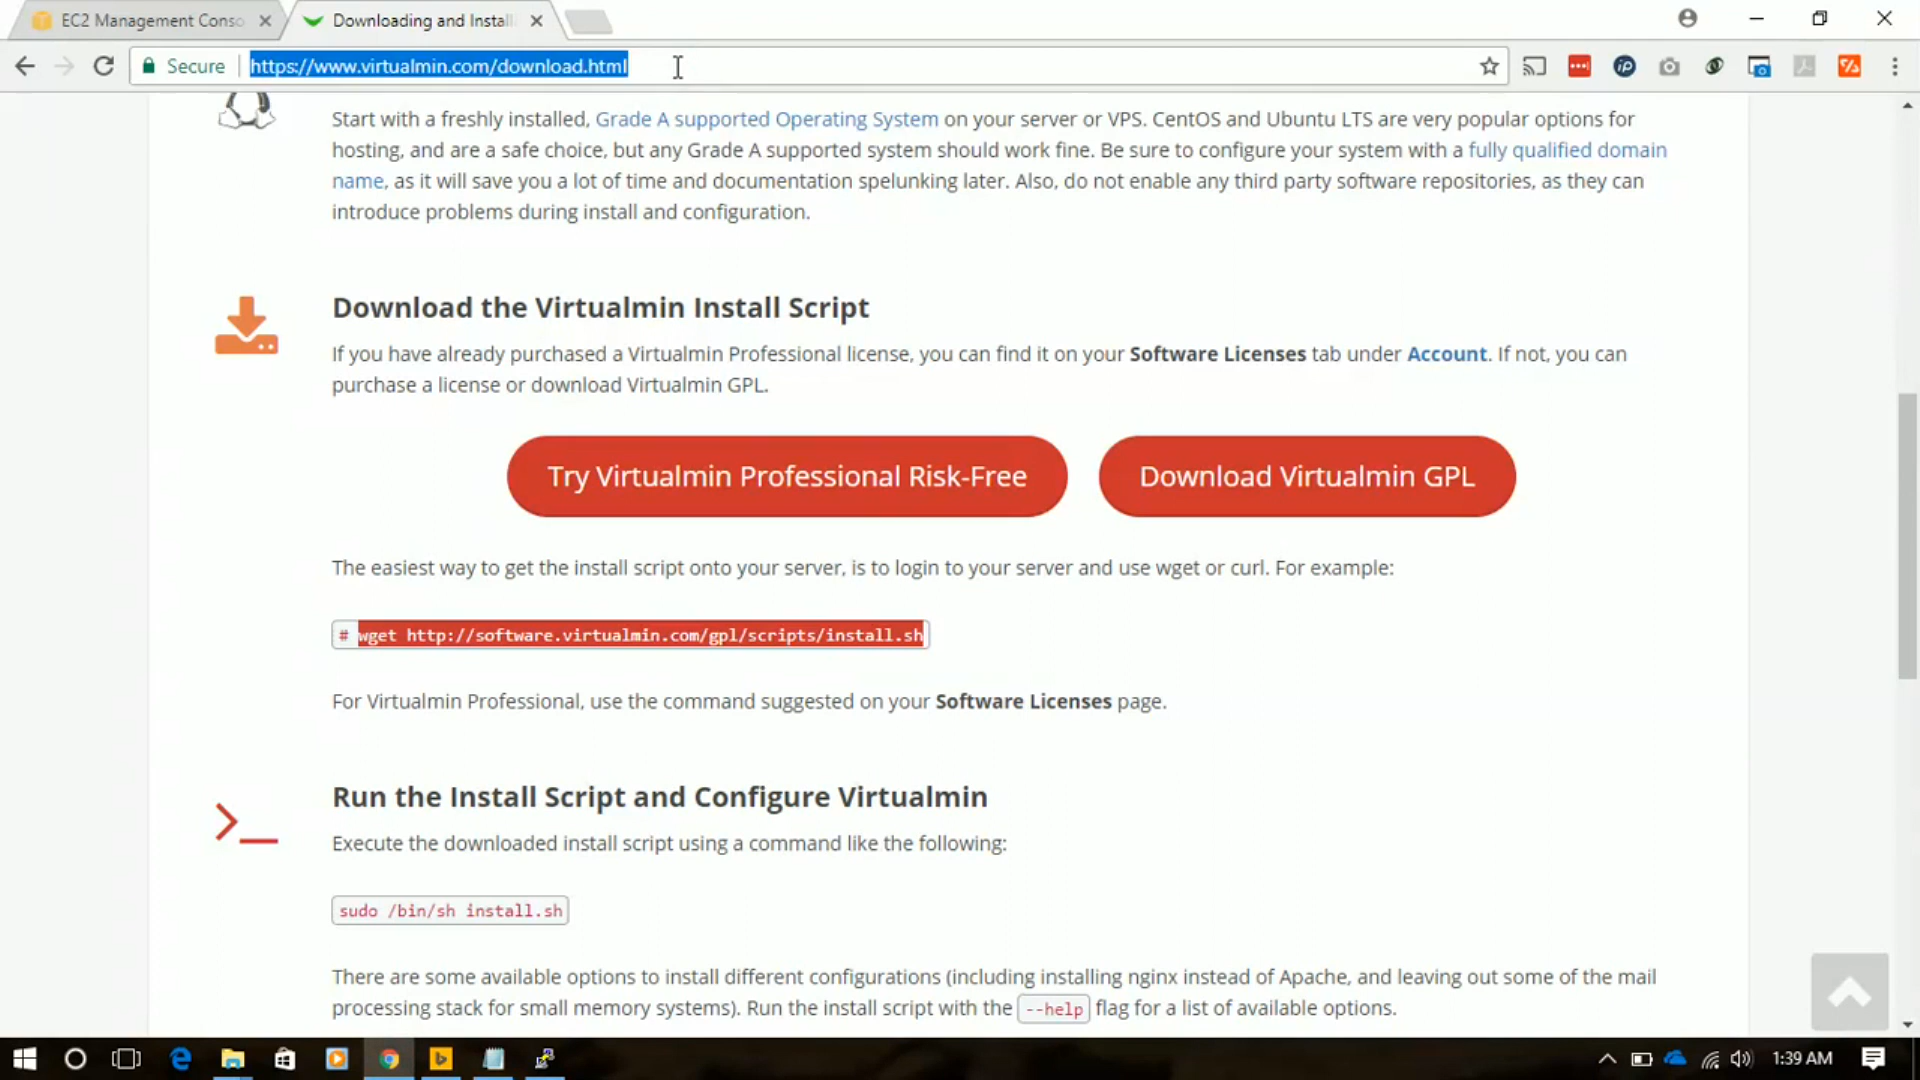 EC2 Management Conso
Downloading and Install
Secure
https://www.virtualmin.com/download.html
Start with a freshly installed, Grade A supported Operating System on your server or VPS. CentOS and Ubuntu LTS are very popular options for
hosting, and are a safe choice, but any Grade A supported system should work fine. Be sure to configure your system with a fully qualified domain
name, as it will save you a lot of time and documentation spelunking later. Also, do not enable any third party software repositories, as they can
introduce problems during install and configuration.
Download the Virtualmin Install Script
If you have already purchased a Virtualmin Professional license, you can find it on your Software Licenses tab under Account. If not, you can
purchase a license or download Virtualmin GPL.
Try Virtualmin Professional Risk-Free
Download Virtualmin GPL
The easiest way to get the install script onto your server, is to login to your server and use wget or curl. For example:
# wget http://software.virtualmin.com/gpl/scripts/install.sh
For Virtualmin Professional, use the command suggested on your Software Licenses page.
Run the Install Script and Configure Virtualmin
Execute the downloaded install script using a command like the following:
sudo /bin/sh install.sh
There are some available options to install different configurations (including installing nginx instead of Apache, and leaving out some of the mail
processing stack for small memory systems). Run the install script with the --help flag for a list of available options.
1:39 AM